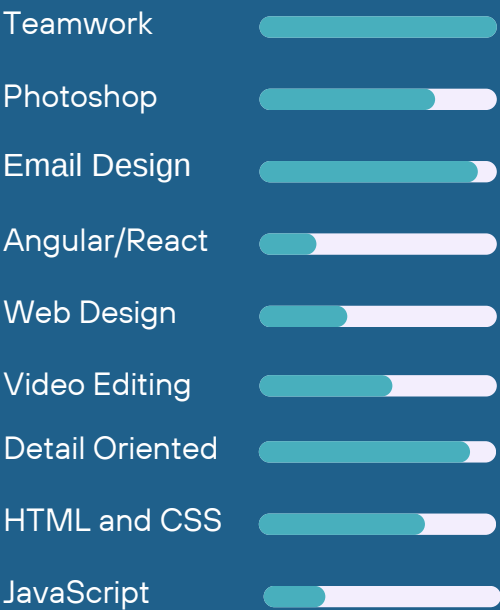 Teamwork
Photoshop
Email Design
Angular/React
Web Design
Video Editing
Detail Oriented
HTML and CSS
JavaScript